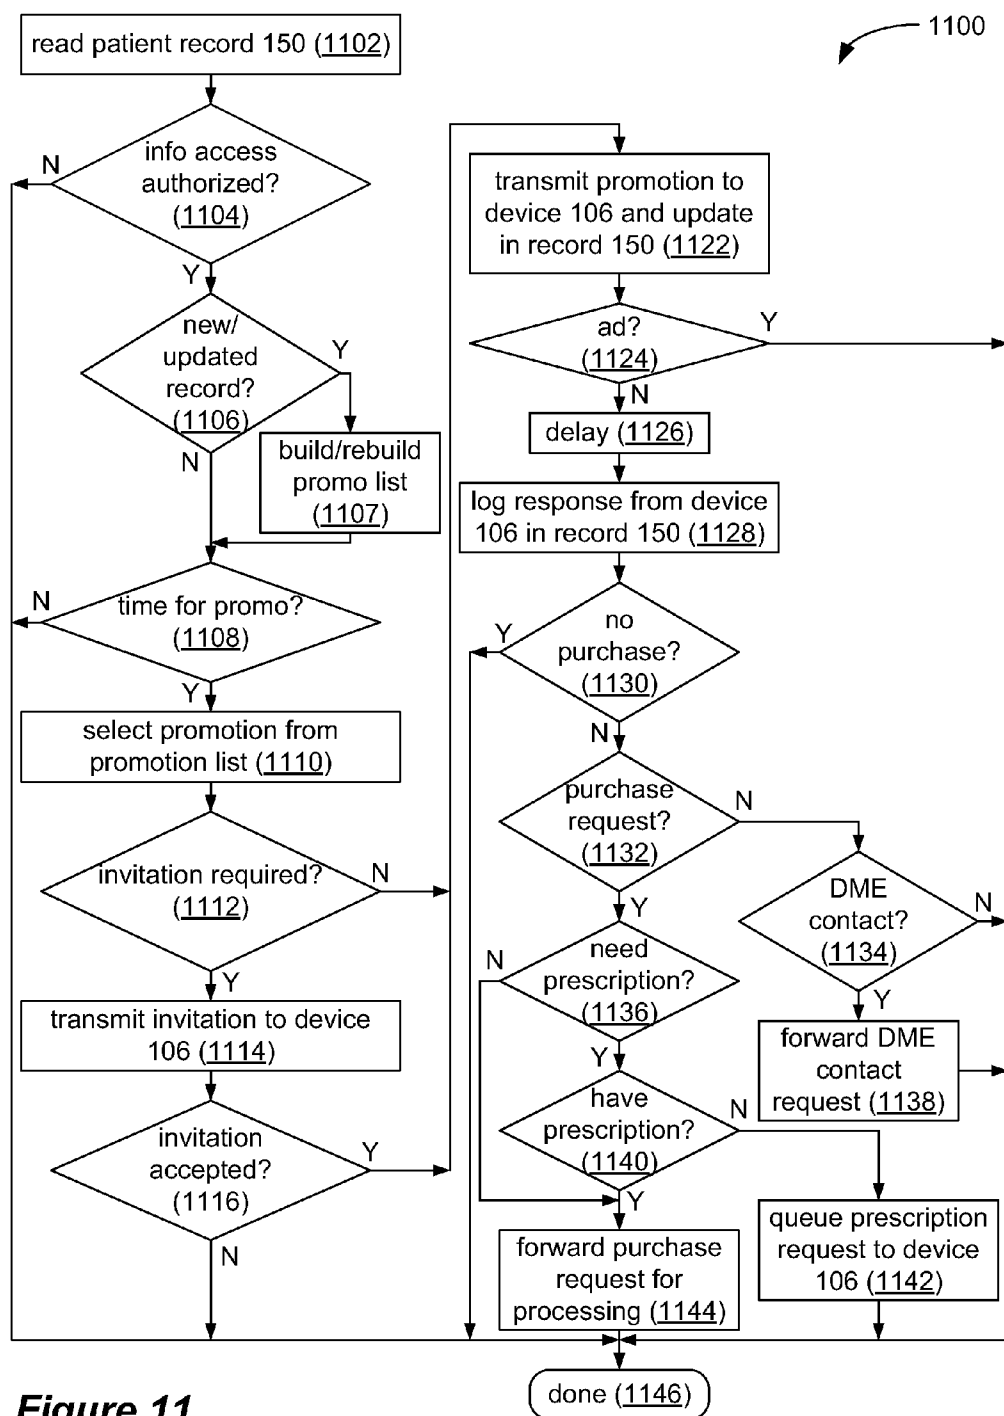 1100
read patient record 150 (1102)
info access
authorized?
(1104)
N
Y
new/
updated
record?
(1106)
Y
N
build/rebuild
promo list
(1107)
time for promo?
(1108)
N
Y
select promotion from
promotion list (1110)
invitation required?
(1112)
N
Y
transmit invitation to device
106 (1114)
invitation
accepted?
(1116)
Y
N
transmit promotion to
device 106 and update
in record 150 (1122)
ad?
(1124)
Y
N
delay (1126)
log response from device
106 in record 150 (1128)
no
purchase?
(1130)
Y
N
purchase
request?
(1132)
N
Y
DME
contact?
(1134)
N
Y
forward DME
contact
request (1138)
need
prescription?
(1136)
N
Y
have
prescription?
(1140)
N
Y
queue prescription
request to device
106 (1142)
forward purchase
request for
processing (1144)
done (1146)
Figure 11